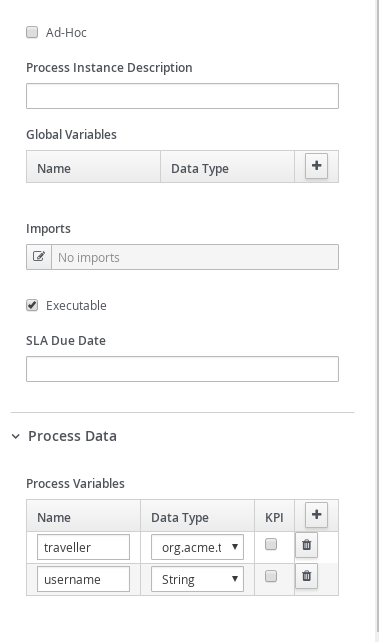 Ad-Hoc
Process Instance Description
Global Variables
Name Data Type
Imports
No imports
Executable
SLA Due Date
Process Data
Process Variables
Name Data Type KPI
traveller org.acme.t
username String